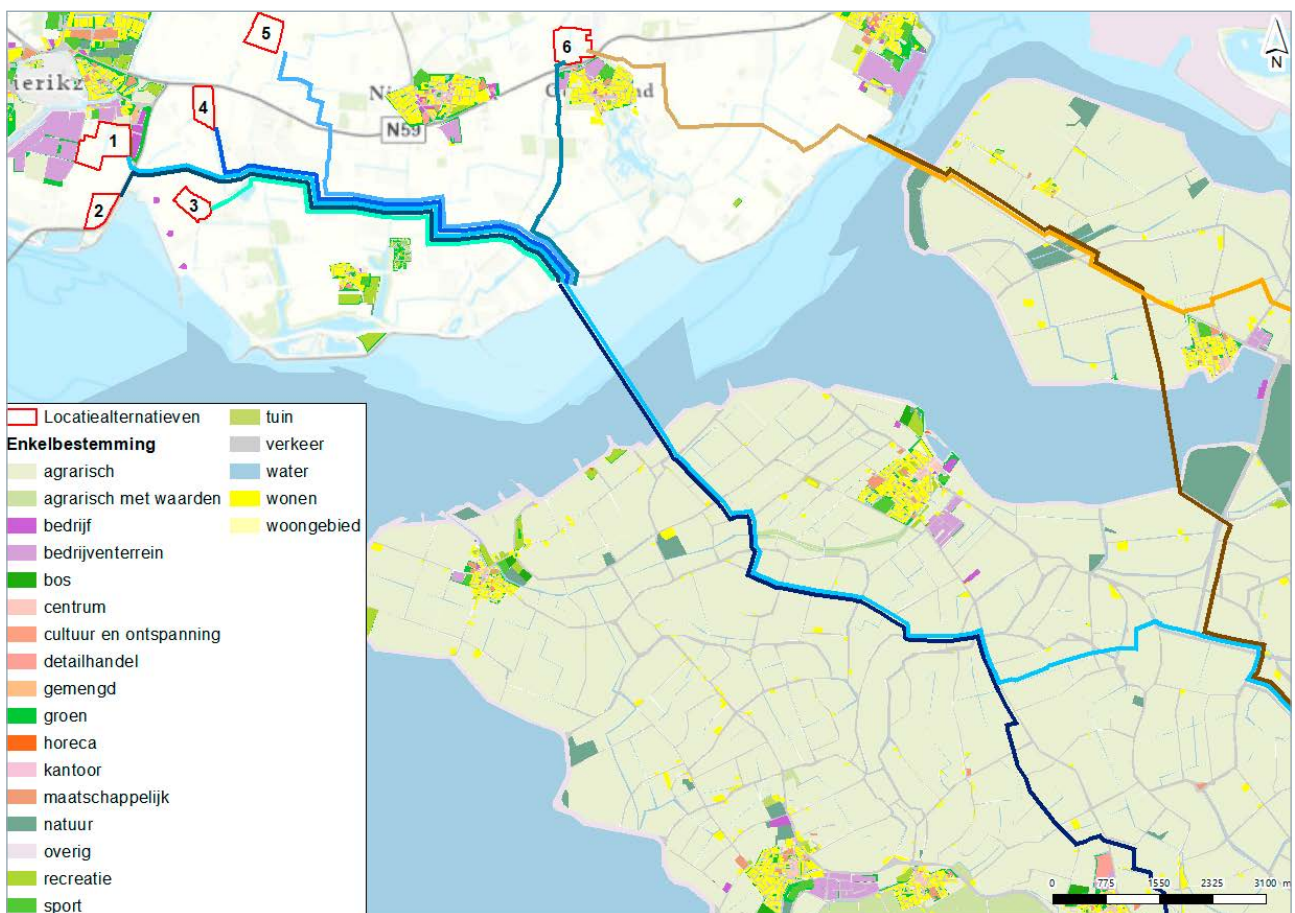 5
6
N
ierikz
4
N59
1
2
3
Locatiealternatieven
Enkelbestemming
agrarisch
agrarisch met waarden
bedrijf
bedrijventerrein
bos
centrum
cultuur en ontspanning
detailhandel
gemengd
groen
horeca
kantoor
maatschappelijk
natuur
overig
recreatie
sport
tuin
verkeer
water
wonen
woongebied
0 775 1550 2325 3100 m